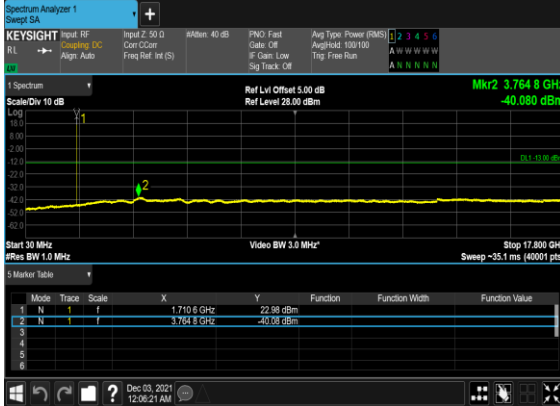 Spectrum Analyzer 1
Swept SA
+
KEYSIGHT
RL
Input: RF
Coupling: DC
Align: Auto
Input Z: 50 Ω
Corr CCorr
Freq Ref: Int (S)
#Atten: 40 dB
PNO: Fast
Gate: Off
IF Gain: Low
Sig Track: Off
Avg Type: Power (RMS)
Avg|Hold: 100/100
Trig: Free Run
1 2 3 4 5 6
A W W W W W
A N N N N N
1 Spectrum
Scale/Div 10 dB
Ref Lvl Offset 5.00 dB
Ref Level 28.00 dBm
Mkr2 3.764 8 GHz
-40.080 dBm
Log
18.0
8.00
-2.00
-12.0
-22.0
-32.0
-42.0
-52.0
-62.0
1
2
DL1 -13.00 dBm
Start 30 MHz
#Res BW 1.0 MHz
Video BW 3.0 MHz*
Stop 17.800 GH
Sweep ~35.1 ms (40001 pts
5 Marker Table
Mode Trace Scale X Y Function Function Width Function Value
1 N 1 f 1.710 6 GHz 22.98 dBm
2 N 1 f 3.764 8 GHz -40.08 dBm
3
4
5
6
?
Dec 03, 2021
12:06:21 AM